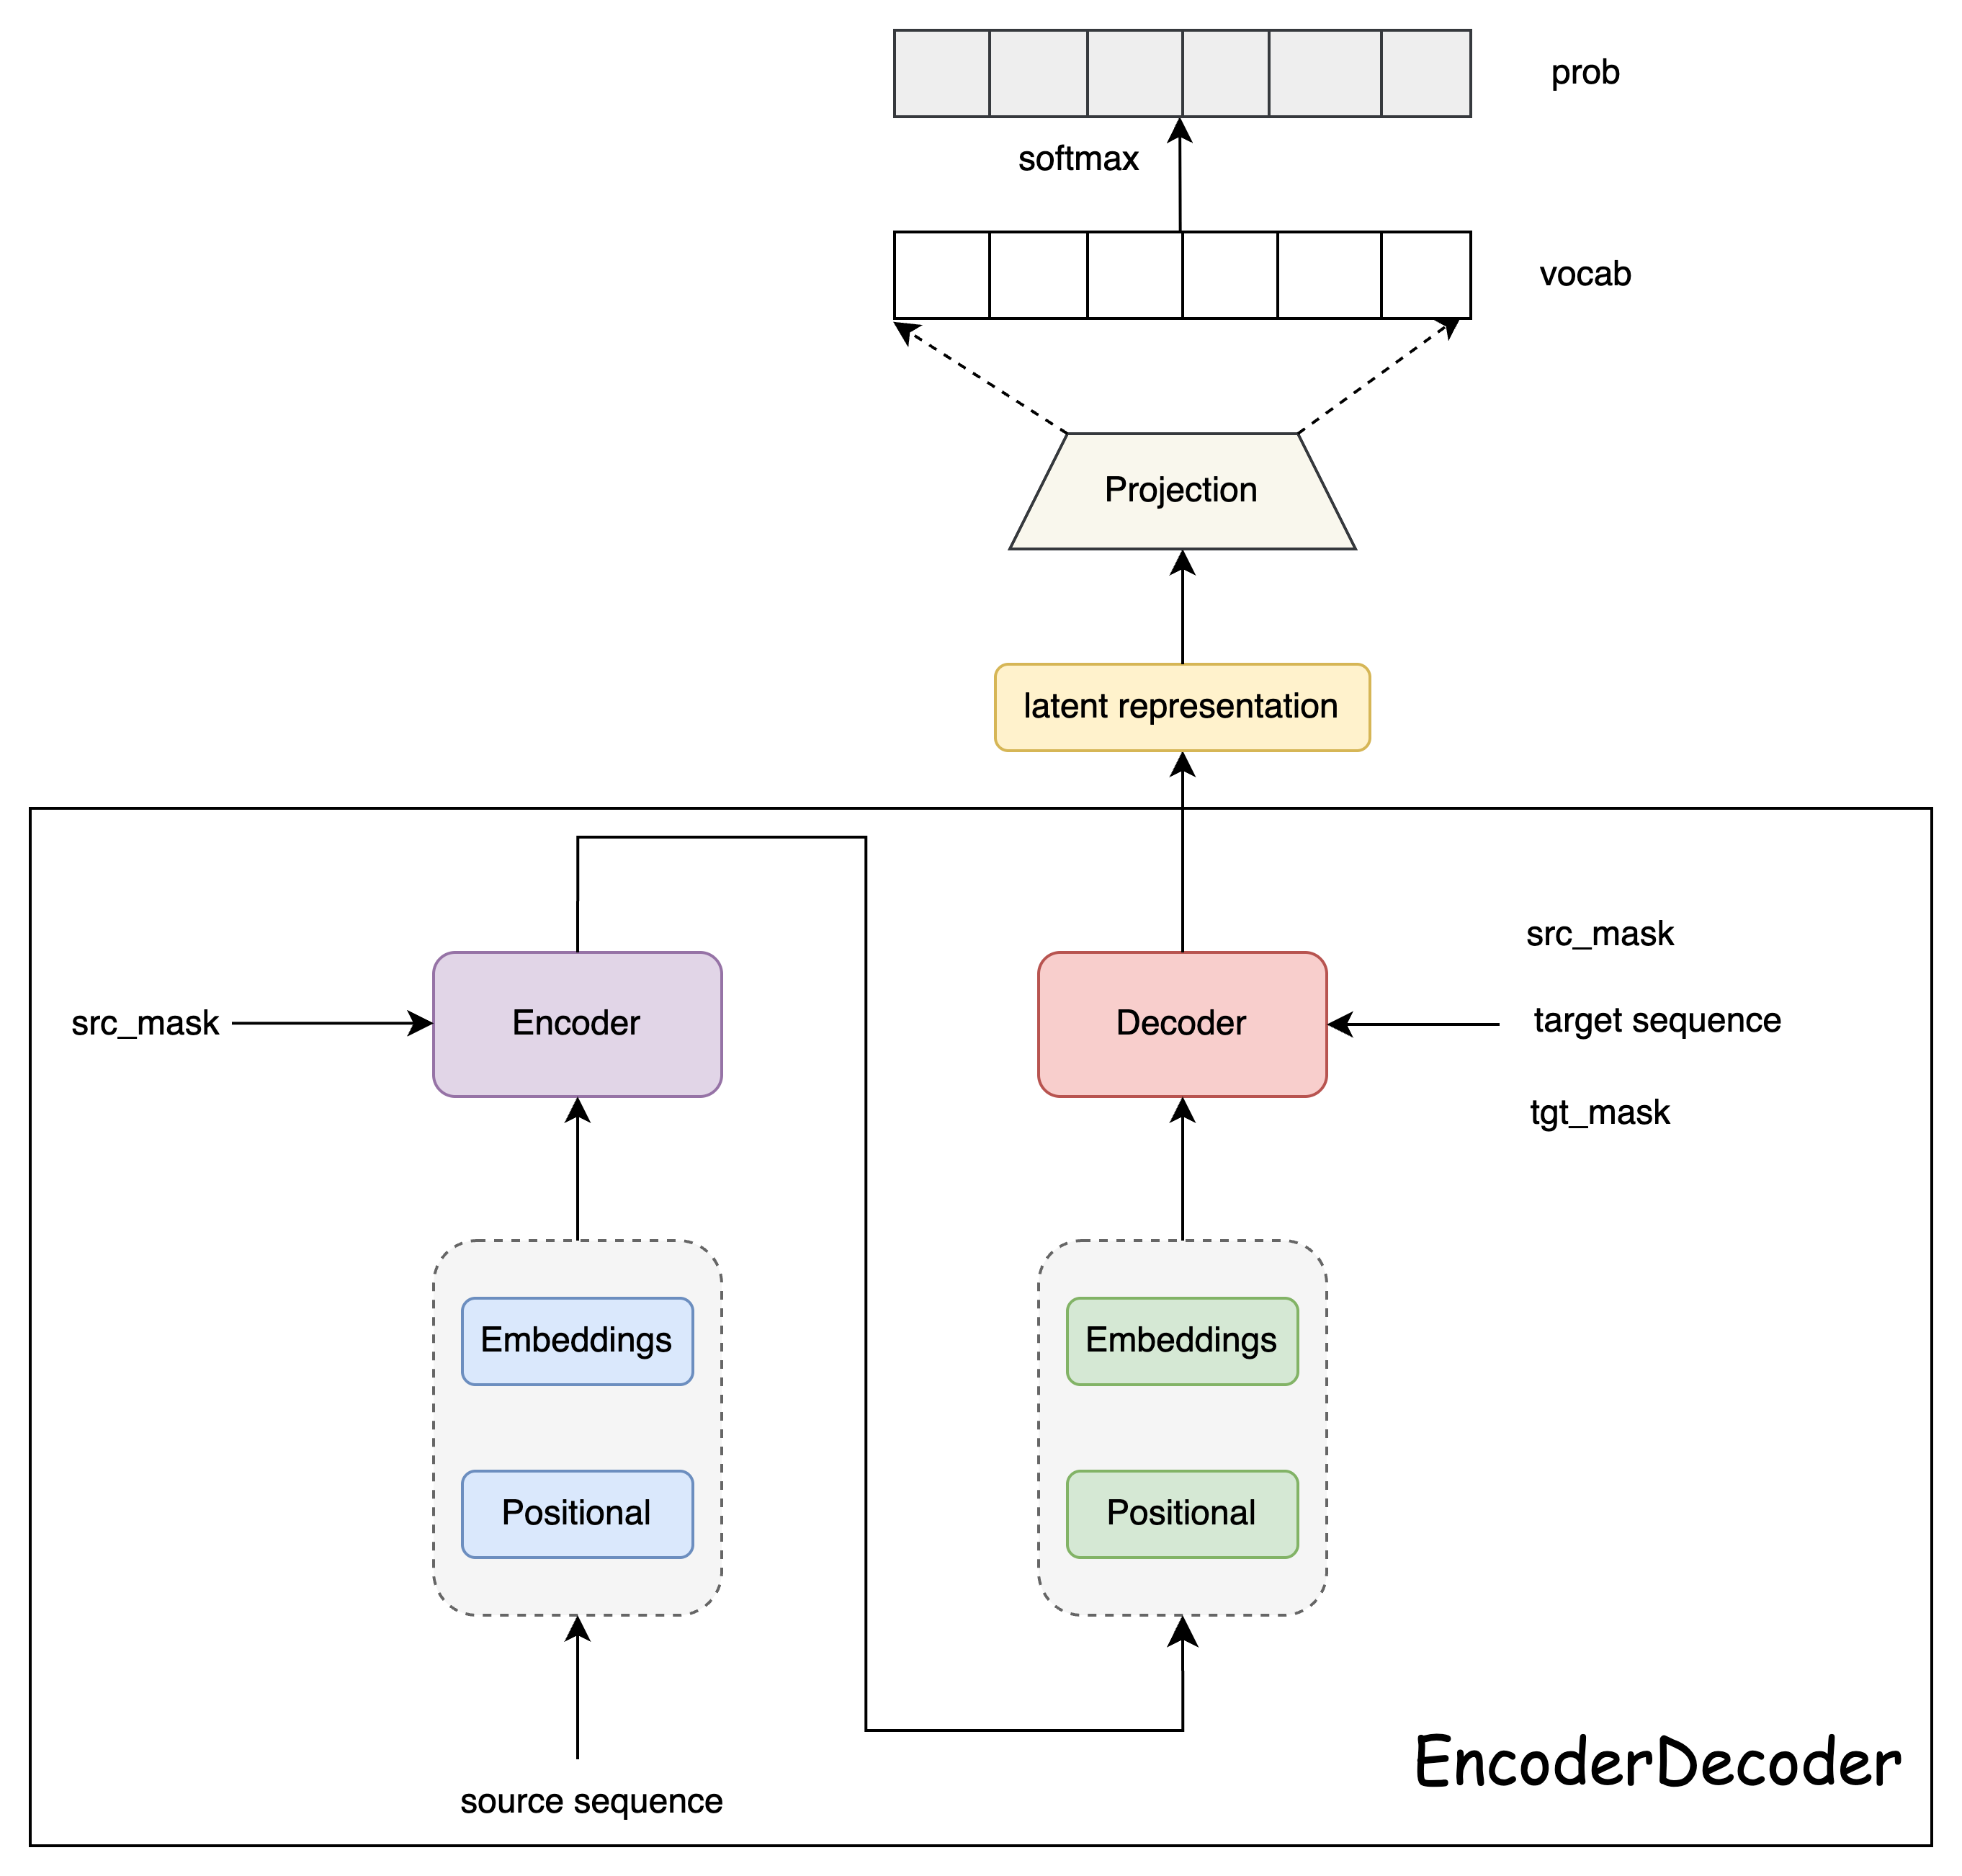 prob
softmax
vocab
Projection
latent representation
src_mask
src_mask
Encoder
Decoder
target sequence
tgt_mask
Embeddings
Embeddings
Positional
Positional
EncoderDecoder
source sequence